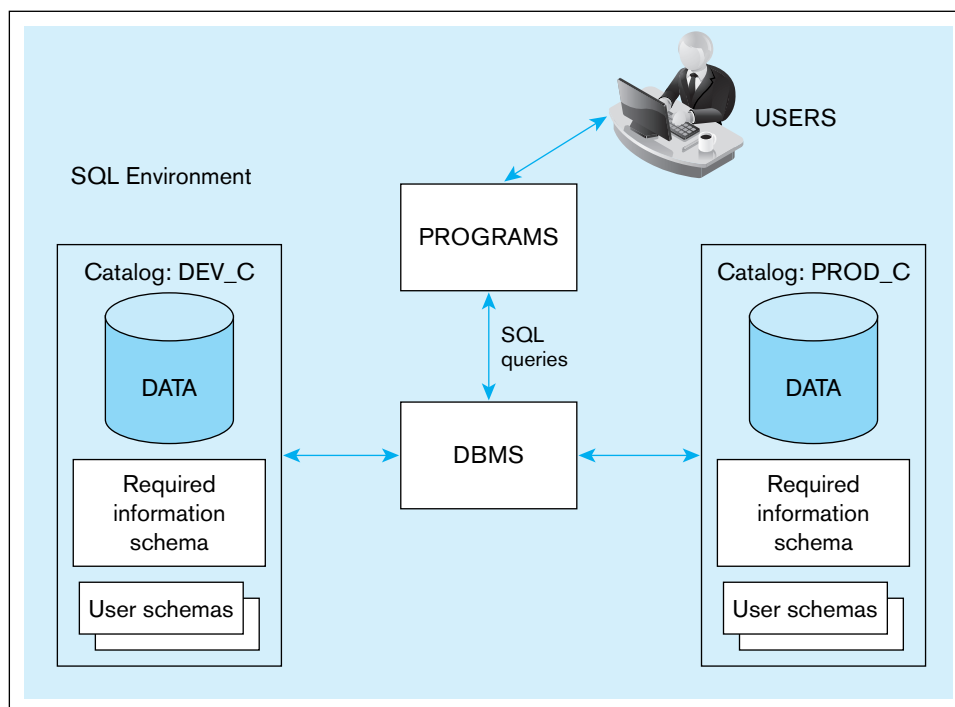 USERS
SQL Environment
PROGRAMS
Catalog: DEV_C
DATA
Required
information
schema
User schemas
SQL
queries
DBMS
Catalog: PROD_C
DATA
Required
information
schema
User schemas